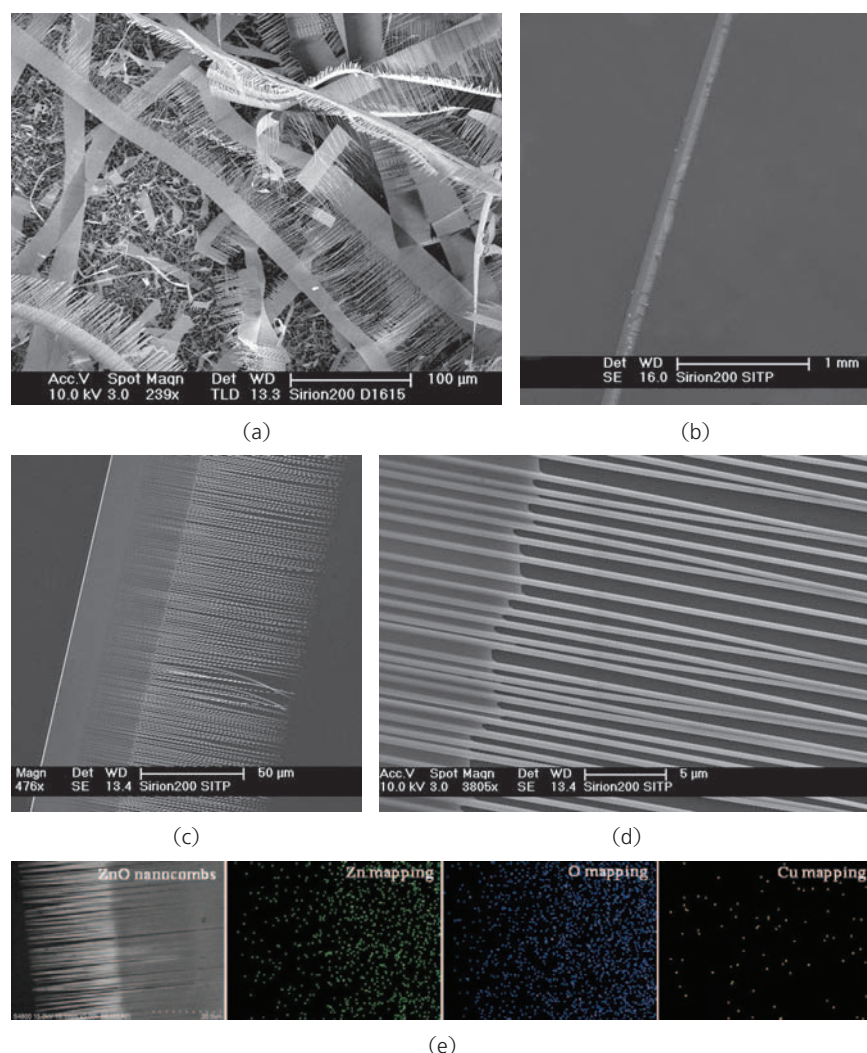 Acc.V Spot Magn Det WD 100 µm
10.0 kV 3.0 239x TLD 13.3 Sirion200 D1615
(a)
Det WD 1 mm
SE 16.0 Sirion200 SITP
(b)
Magn Det WD 50 µm
476x SE 13.4 Sirion200 SITP
(c)
Acc.V Spot Magn Det WD 5 µm
10.0 kV 3.0 3805x SE 13.4 Sirion200 SITP
(d)
ZnO nanocombs
Zn mapping
O mapping
Cu mapping
(e)